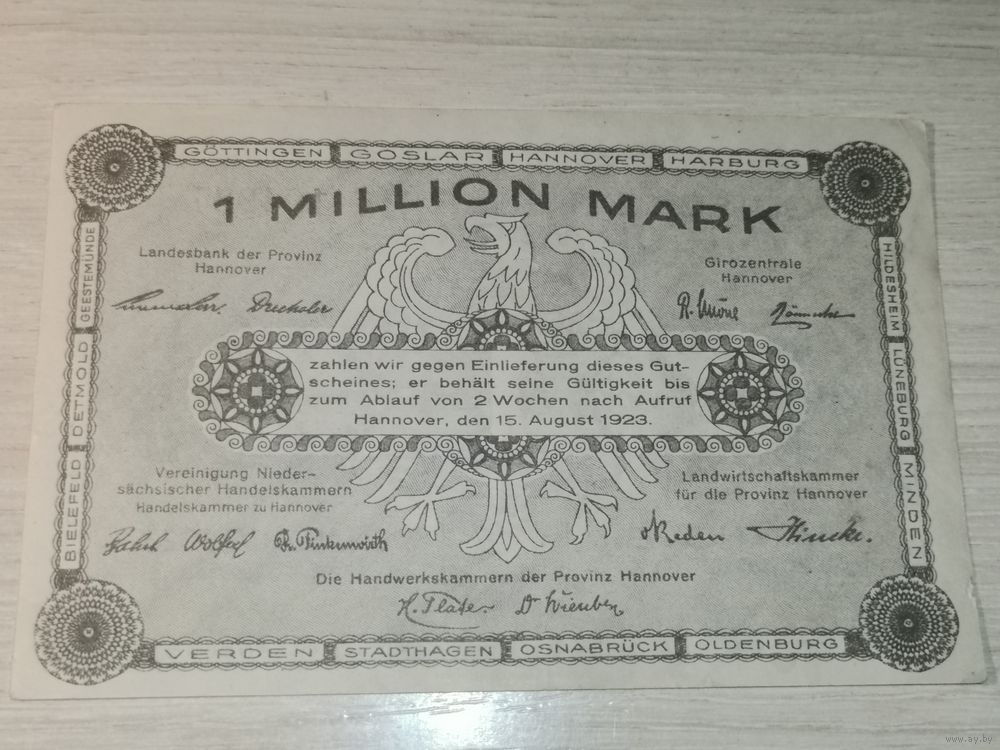 GÖTTINGEN GOSLAR HANNOVER HARBURG
1 MILLION MARK
Landesbank der Provinz
Hannover
Girozentrale
Hannover
zahlen wir gegen Einlieferung dieses Gut-
scheines; er behält seine Gültigkeit bis
zum Ablauf von 2 Wochen nach Aufruf
Hannover, den 15. August 1923.
Vereinigung Nieder-
sächsischer Handelskammern
Handelskammer zu Hannover
Landwirtschaftskammer
für die Provinz Hannover
Die Handwerkskammern der Provinz Hannover
BIELEFELD DETMOLD GEESTEMÜNDE
HILDESHEIM LÜNEBURG MINDEN
VERDEN STADTHAGEN OSNABRÜCK OLDENBURG
www.ay.by